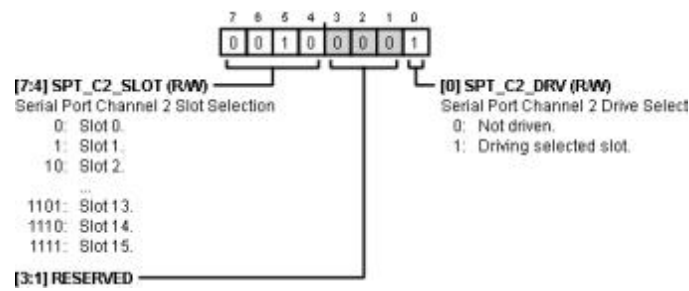 7 6 5 4 3 2 1 0
0 0 1 0 0 0 0 1
[7:4] SPT_C2_SLOT (R/W)
Serial Port Channel 2 Slot Selection
0: Slot 0.
1: Slot 1.
10: Slot 2.
...
1101: Slot 13.
1110: Slot 14.
1111: Slot 15.
[3:1] RESERVED
[0] SPT_C2_DRV (R/W)
Serial Port Channel 2 Drive Select
0: Not driven.
1: Driving selected slot.